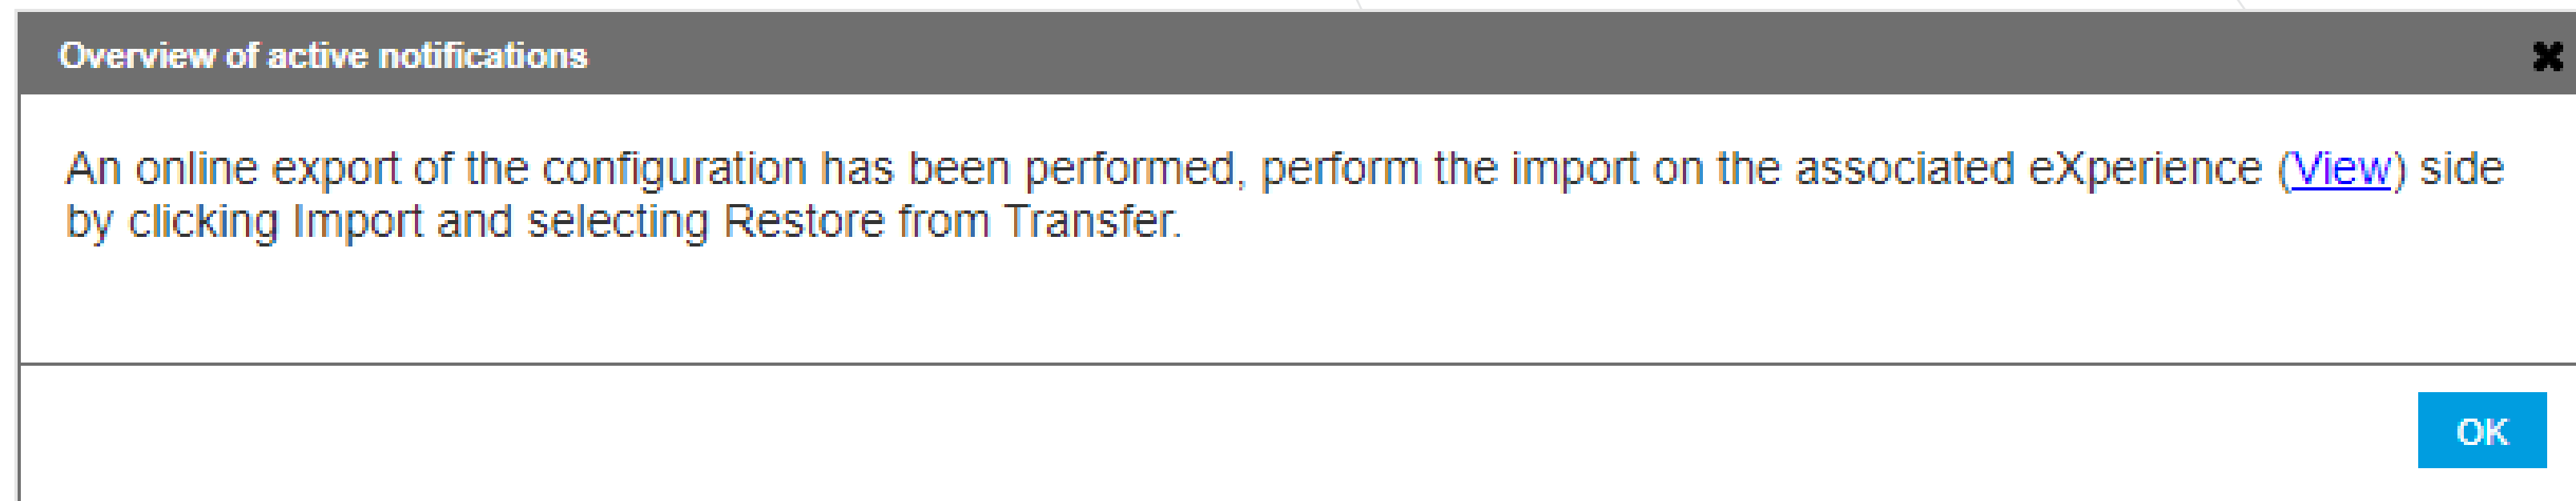 Overview of active notifications
An online export of the configuration has been performed, perform the import on the associated eXperience (View) side
by clicking Import and selecting Restore from Transfer.
OK